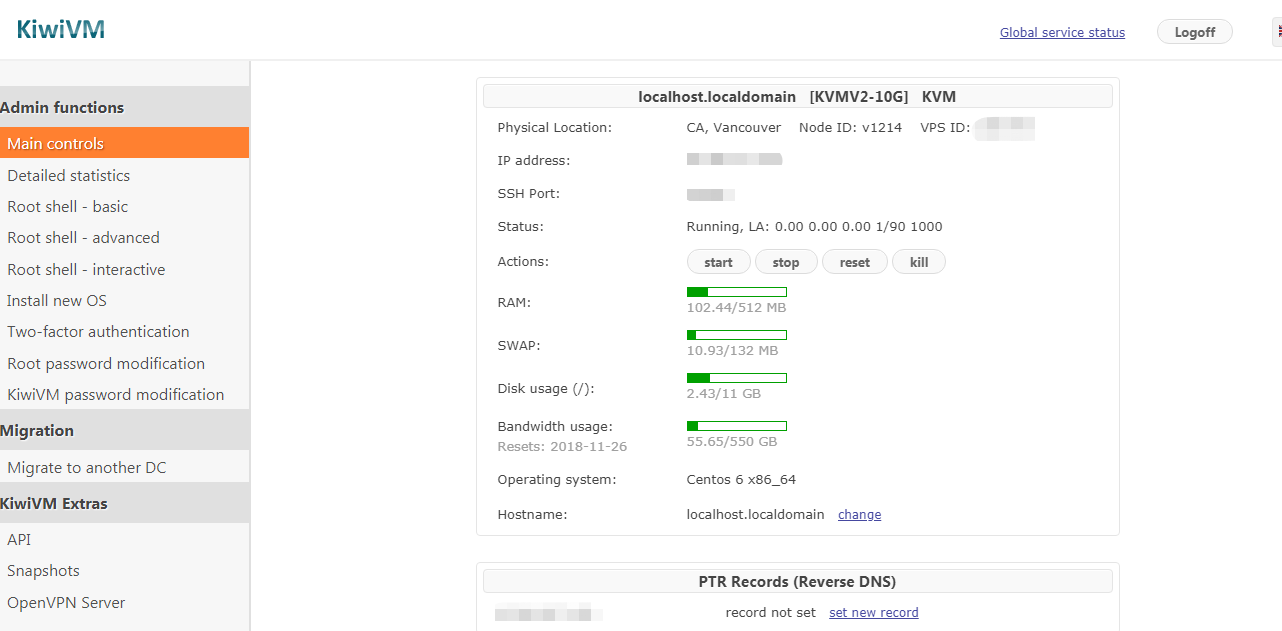 KiwiVM
Global service status
Logoff
Admin functions
Main controls
Detailed statistics
Root shell - basic
Root shell - advanced
Root shell - interactive
Install new OS
Two-factor authentication
Root password modification
KiwiVM password modification
Migration
Migrate to another DC
KiwiVM Extras
API
Snapshots
OpenVPN Server
localhost.localdomain [KVMV2-10G] KVM
Physical Location: CA, Vancouver Node ID: v1214 VPS ID:
IP address:
SSH Port:
Status: Running, LA: 0.00 0.00 0.00 1/90 1000
Actions: start stop reset kill
RAM:
102.44/512 MB
SWAP:
10.93/132 MB
Disk usage (/):
2.43/11 GB
Bandwidth usage:
Resets: 2018-11-26 55.65/550 GB
Operating system: Centos 6 x86_64
Hostname: localhost.localdomain change
PTR Records (Reverse DNS)
record not set set new record